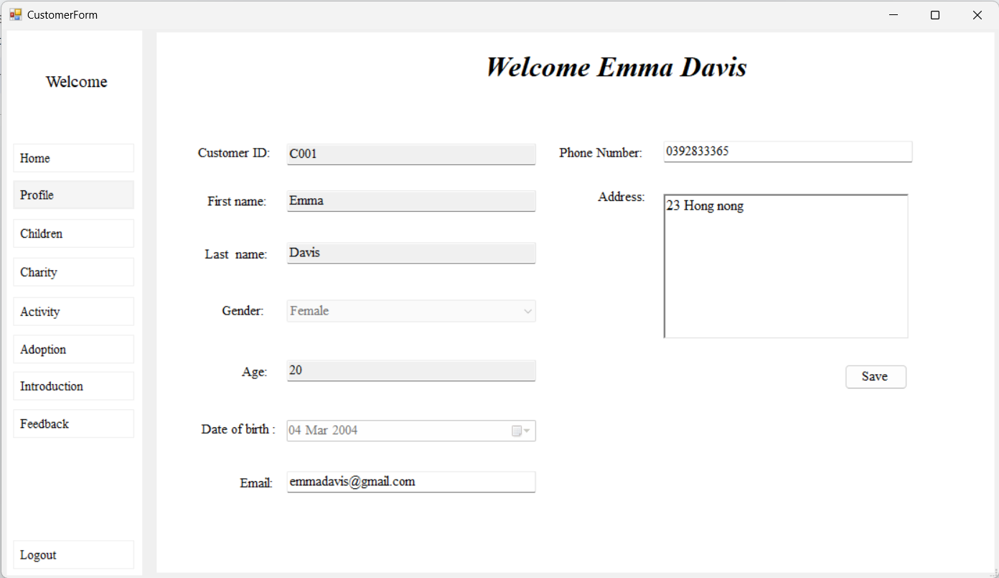 CustomerForm
Welcome
Home
Profile
Children
Charity
Activity
Adoption
Introduction
Feedback
Logout
Welcome Emma Davis
Customer ID: C001
First name: Emma
Last name: Davis
Gender: Female
Age: 20
Date of birth : 04 Mar 2004
Email: emmadavis@gmail.com
Phone Number: 0392833365
Address: 23 Hong nong
Save